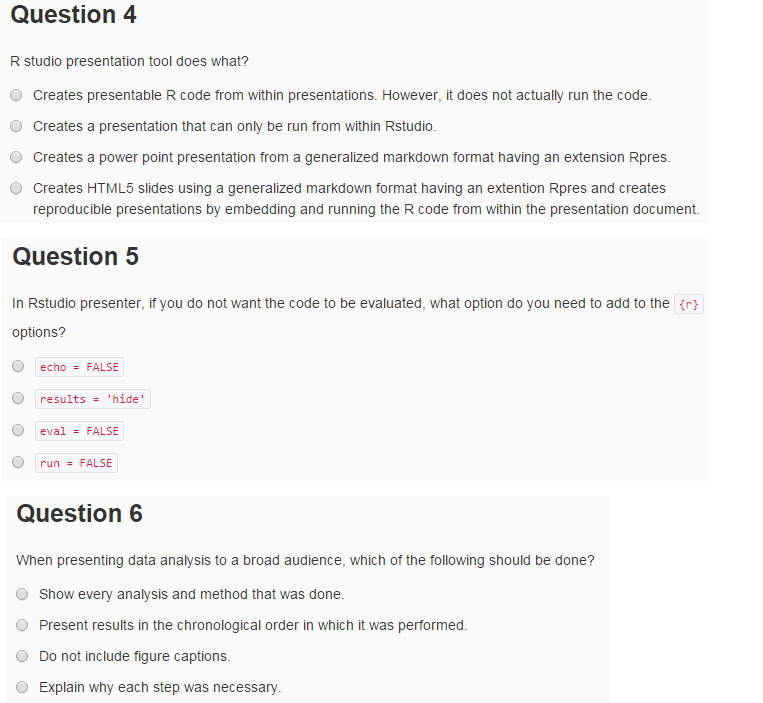 Question 4
R studio presentation tool does what?
Creates presentable R code from within presentations. However, it does not actually run the code.
Creates a presentation that can only be run from within Rstudio.
Creates a power point presentation from a generalized markdown format having an extension Rpres.
Creates HTML5 slides using a generalized markdown format having an extention Rpres and creates
reproducible presentations by embedding and running the R code from within the presentation document.
Question 5
In Rstudio presenter, if you do not want the code to be evaluated, what option do you need to add to the {r}
options?
echo = FALSE
results = 'hide'
eval = FALSE
run = FALSE
Question 6
When presenting data analysis to a broad audience, which of the following should be done?
Show every analysis and method that was done.
Present results in the chronological order in which it was performed.
Do not include figure captions.
Explain why each step was necessary.